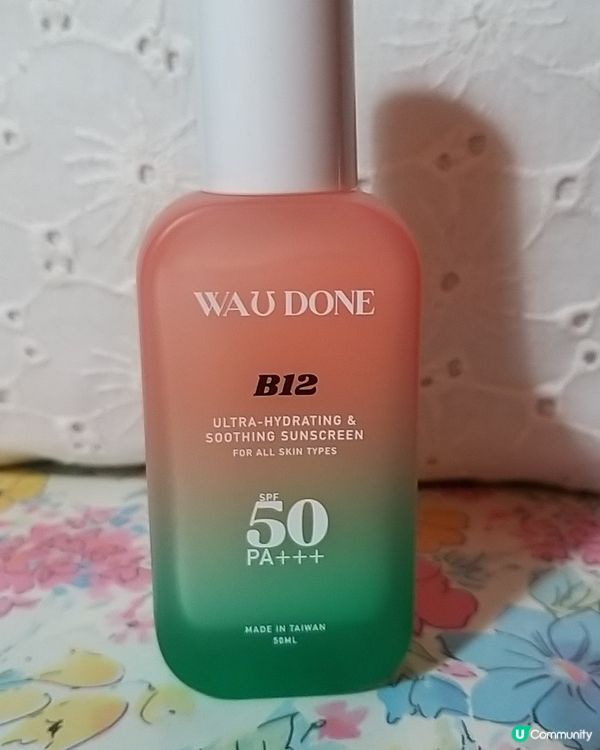 WAU DONE
B12
ULTRA-HYDRATING &
SOOTHING SUNSCREEN
FOR ALL SKIN TYPES
SPF
50
PA+++
MADE IN TAIWAN
50ML
U Community